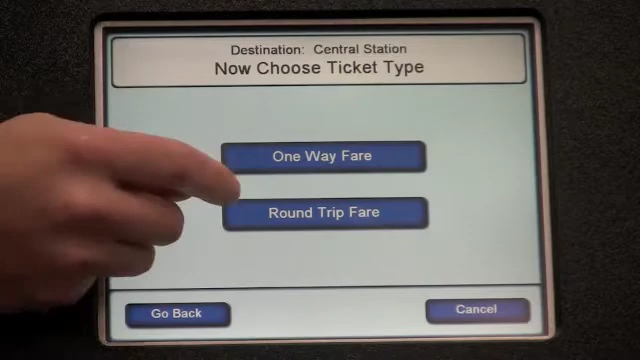 Destination: Central Station
Now Choose Ticket Type
One Way Fare
Round Trip Fare
Go Back
Cancel